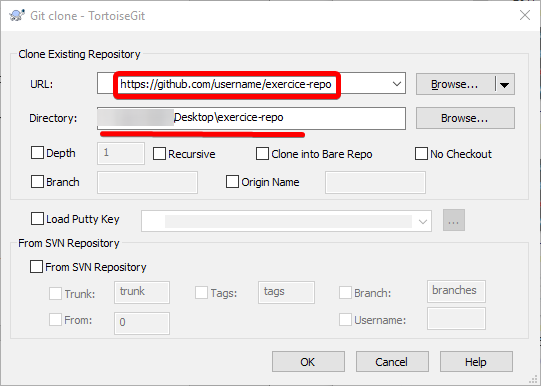 Git clone - TortoiseGit
Clone Existing Repository
URL: https://github.com/username/exercice-repo Browse...
Directory: Desktop\exercice-repo Browse...
Depth 1 Recursive Clone into Bare Repo No Checkout
Branch Origin Name
Load Putty Key ...
From SVN Repository
From SVN Repository
Trunk: trunk Tags: tags Branch: branches
From: 0 Username:
OK Cancel Help